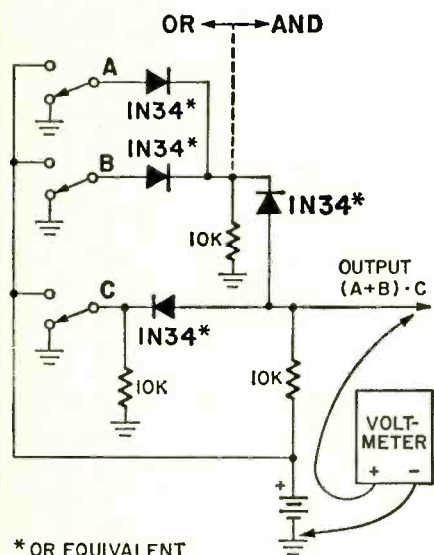 OR AND
A
IN34*
IN34*
B
IN34*
10K
OUTPUT
(A+B)·C
C
IN34*
10K
10K
VOLT-
METER
+ -
+
* OR EQUIVALENT